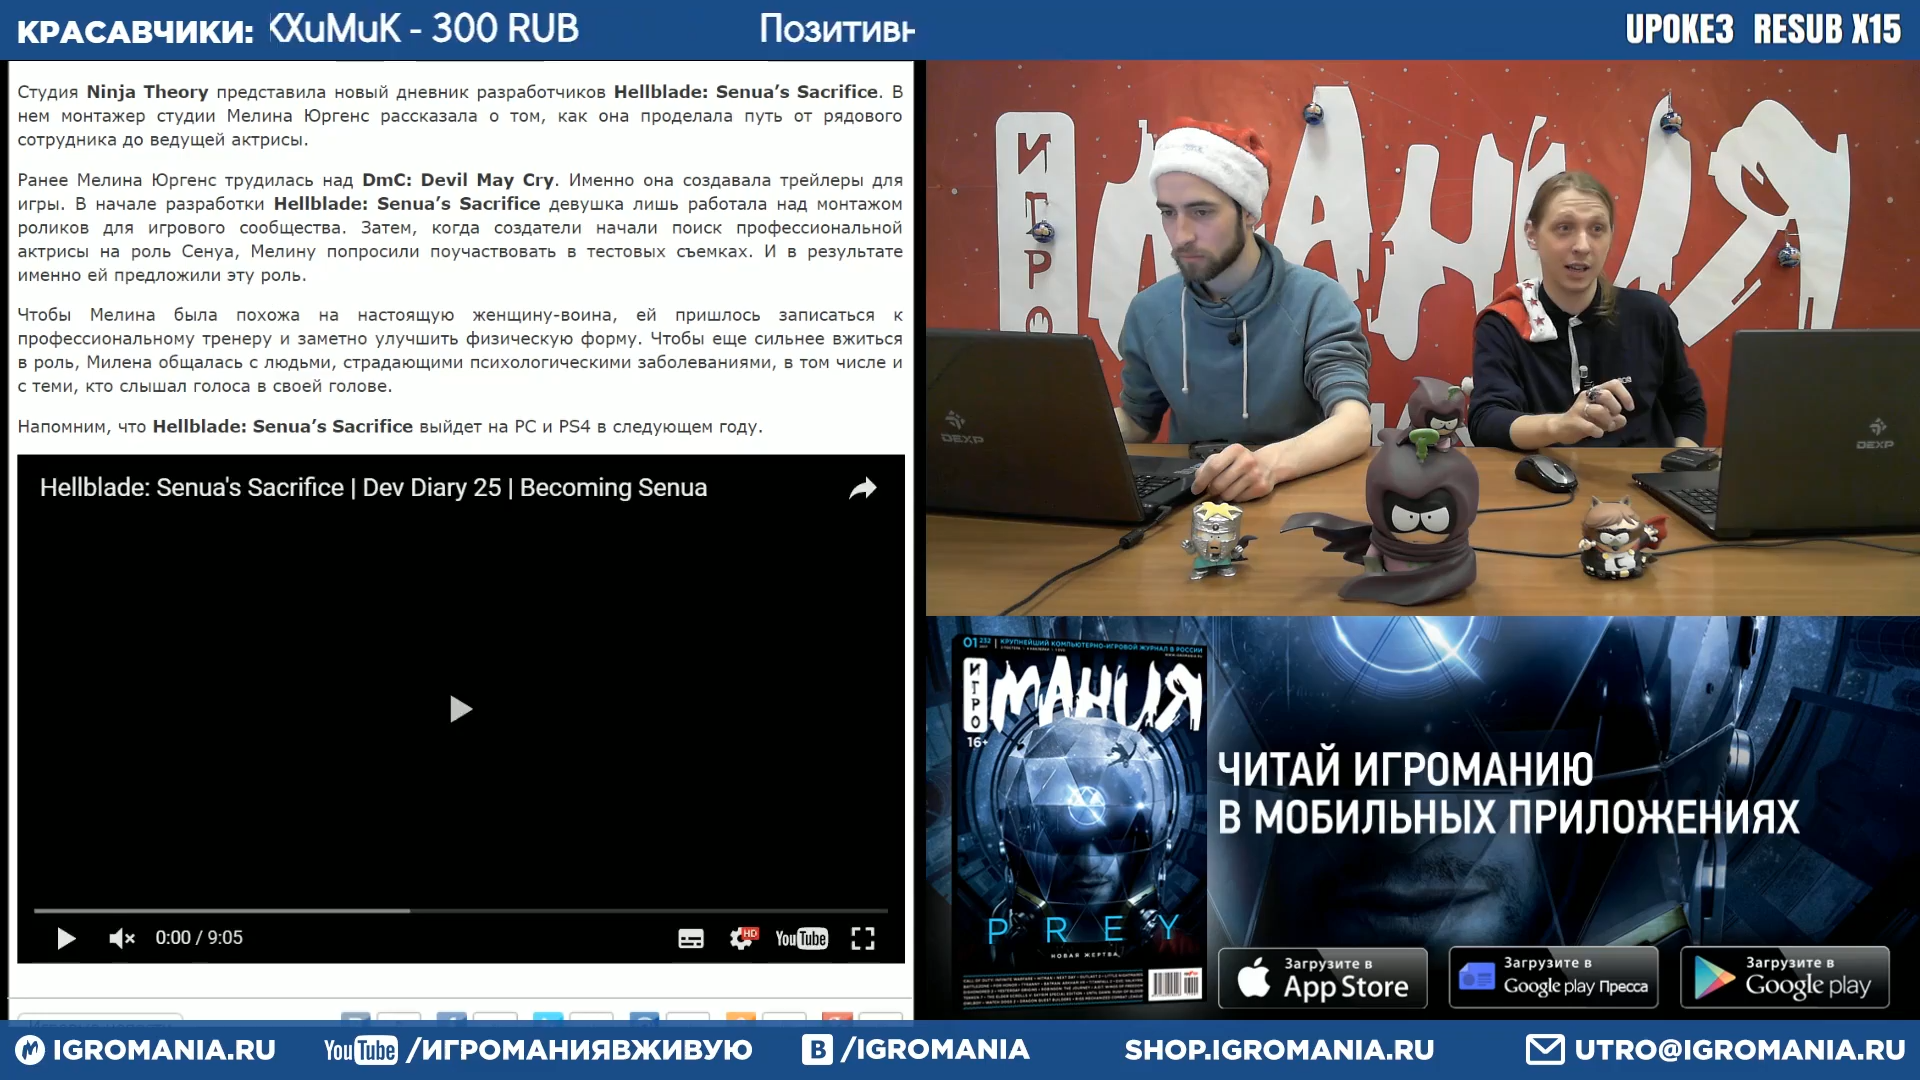 КРАСАВЧИКИ:
XXuMuK - 300 RUB
Позитивн
UPOKE3 RESUB X15
Студия Ninja Theory представила новый дневник разработчиков Hellblade: Senua’s Sacrifice. В
нем монтажер студии Мелина Юргенс рассказала о том, как она проделала путь от рядового
сотрудника до ведущей актрисы.
Ранее Мелина Юргенс трудилась над DmC: Devil May Cry. Именно она создавала трейлеры для
игры. В начале разработки Hellblade: Senua’s Sacrifice девушка лишь работала над монтажом
роликов для игрового сообщества. Затем, когда создатели начали поиск профессиональной
актрисы на роль Сенуа, Мелину попросили поучаствовать в тестовых съемках. И в результате
именно ей предложили эту роль.
Чтобы Мелина была похожа на настоящую женщину-воина, ей пришлось записаться к
профессиональному тренеру и заметно улучшить физическую форму. Чтобы еще сильнее вжиться
в роль, Милена общалась с людьми, страдающими психологическими заболеваниями, в том числе и
с теми, кто слышал голоса в своей голове.
Напомним, что Hellblade: Senua’s Sacrifice выйдет на PC и PS4 в следующем году.
Hellblade: Senua's Sacrifice | Dev Diary 25 | Becoming Senua
0:00 / 9:05
HD
YouTube
ИГРО
МАНИЯ
DEXP
DEXP
01 232
КРУПНЕЙШИЙ КОМПЬЮТЕРНО-ИГРОВОЙ ЖУРНАЛ В РОССИИ
ИГРО
МАНИЯ
16+
PREY
НОВАЯ ЖЕРТВА
ЧИТАЙ ИГРОМАНИЮ
В МОБИЛЬНЫХ ПРИЛОЖЕНИЯХ
Загрузите в
App Store
Загрузите в
Google play Пресса
Загрузите в
Google play
IGROMANIA.RU
YouTube /ИГРОМАНИЯВЖИВУЮ
B /IGROMANIA
SHOP.IGROMANIA.RU
UTRO@IGROMANIA.RU